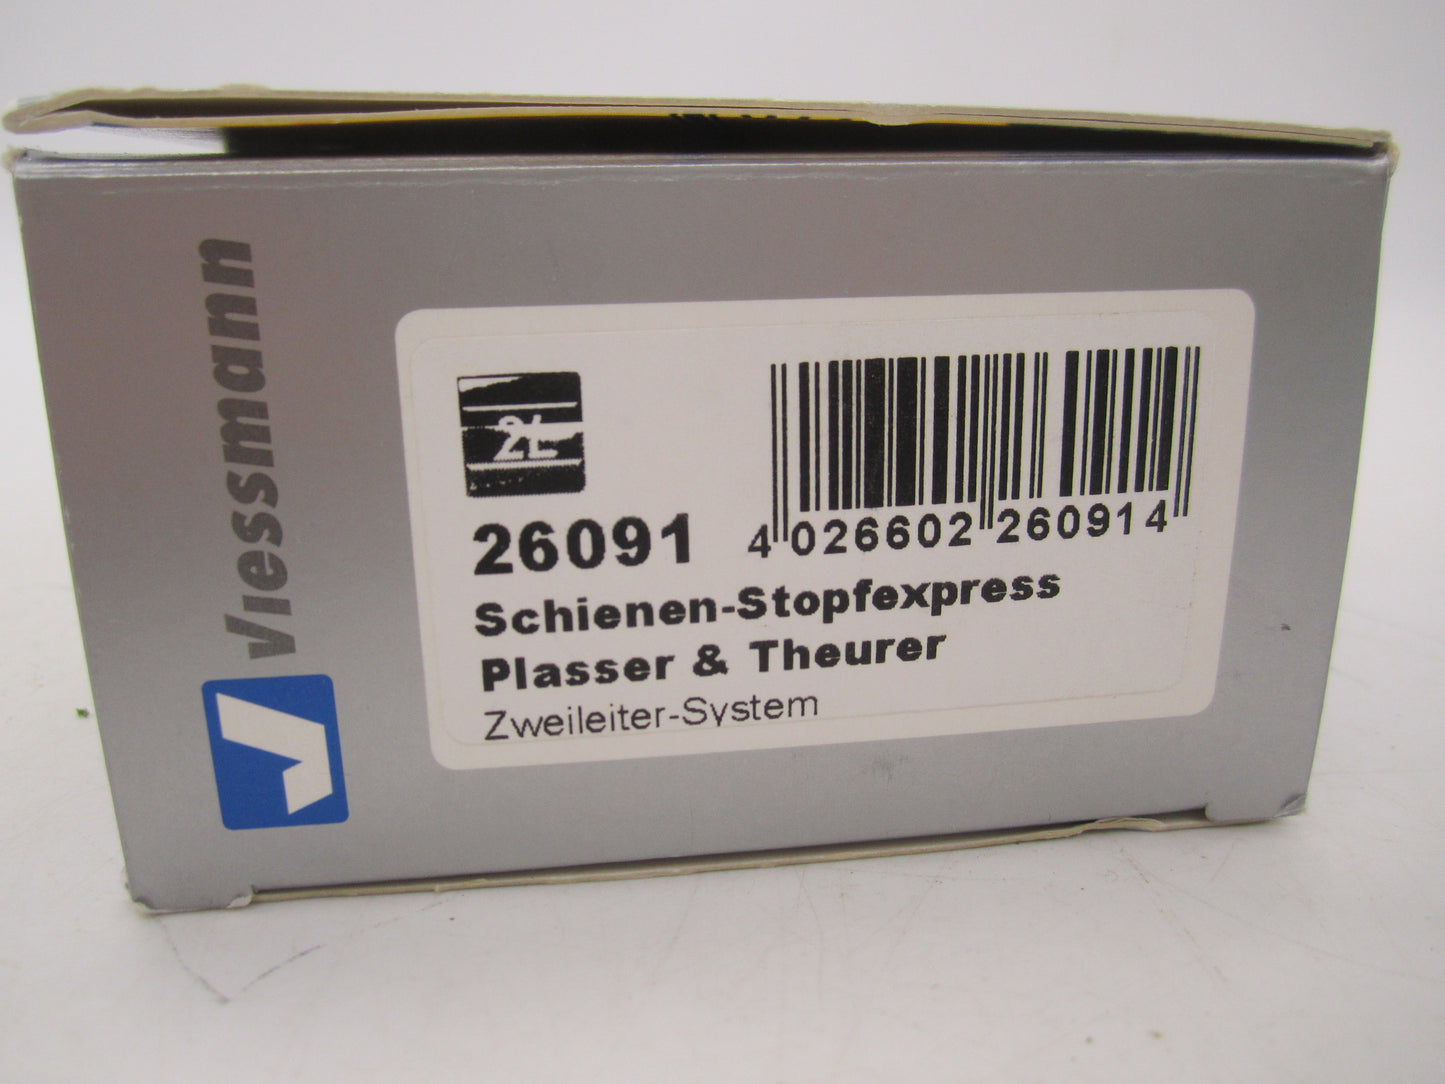 Viessmann
2L
26091
4 026602 260914
Schienen-Stopfexpress
Plasser & Theurer
Zweileiter-System